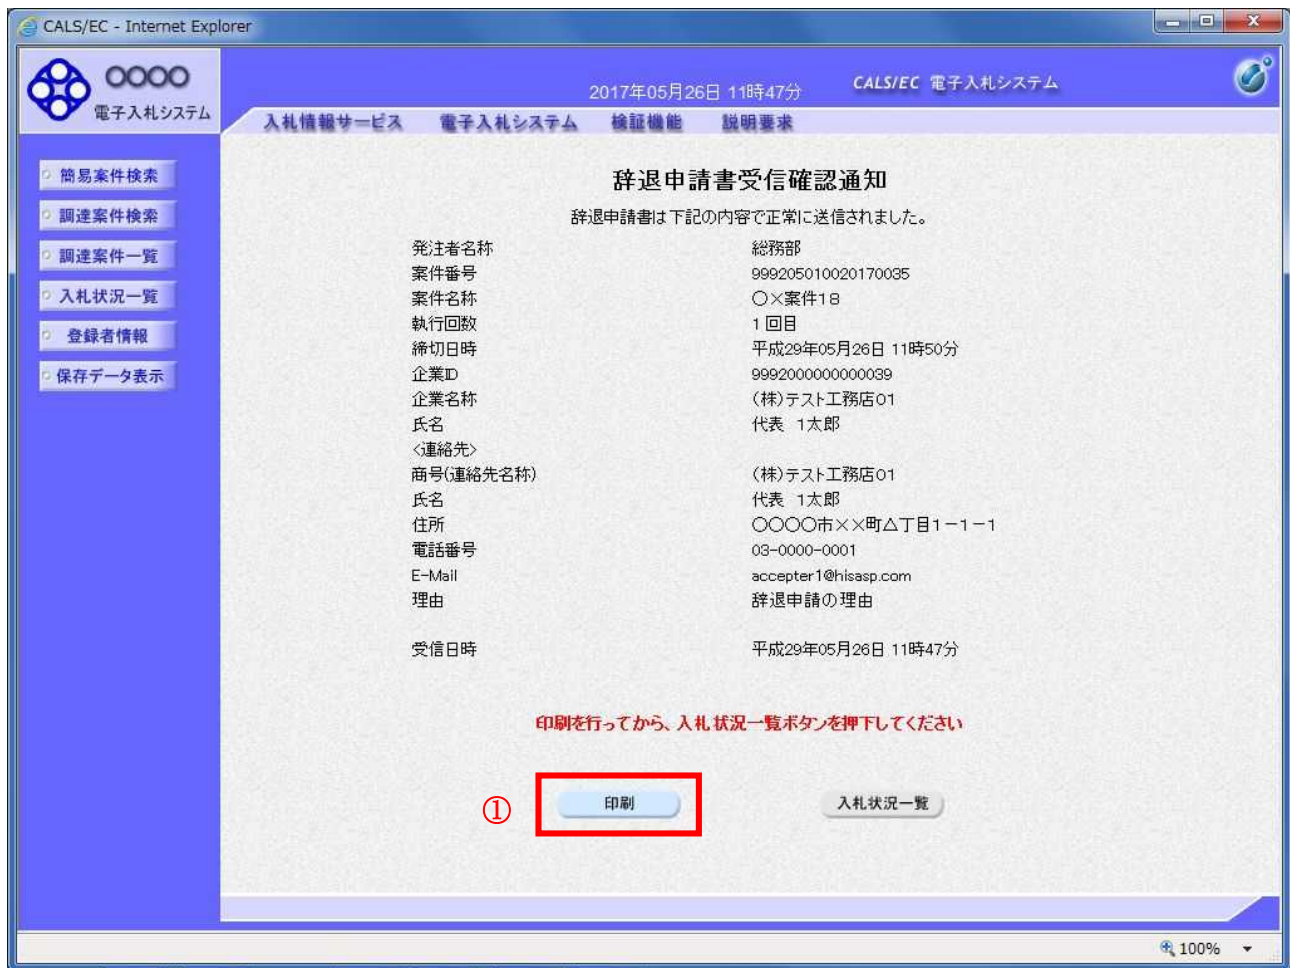 CALS/EC - Internet Explorer
〇〇〇〇
電子入札システム
2017年05月26日 11時47分
CALS/EC 電子入札システム
入札情報サービス 電子入札システム 検証機能 説明要求
簡易案件検索
調達案件検索
調達案件一覧
入札状況一覧
登録者情報
保存データ表示
辞退申請書受信確認通知
辞退申請書は下記の内容で正常に送信されました。
発注者名称 総務部
案件番号 999205010020170035
案件名称 〇×案件18
執行回数 1回目
締切日時 平成29年05月26日 11時50分
企業ID 9992000000000039
企業名称 (株)テスト工務店01
氏名 代表 1太郎
<連絡先>
商号(連絡先名称) (株)テスト工務店01
氏名 代表 1太郎
住所 〇〇〇〇市××町△丁目1-1-1
電話番号 03-0000-0001
E-Mail accepter1@hisasp.com
理由 辞退申請の理由
受信日時 平成29年05月26日 11時47分
印刷を行ってから、入札状況一覧ボタンを押下してください
① 印刷 入札状況一覧
100%